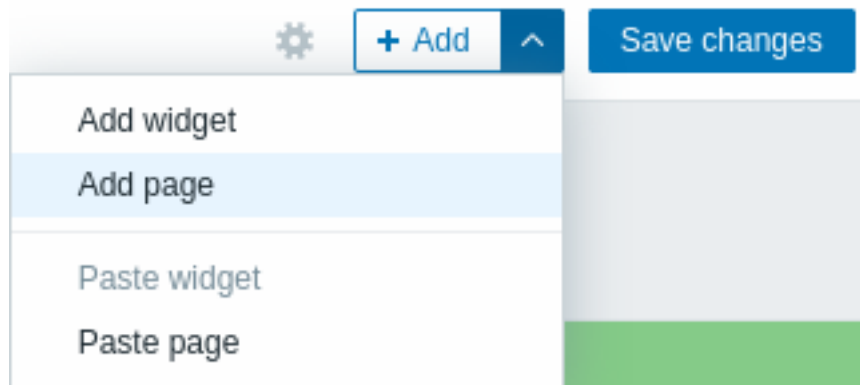 + Add
Save changes
Add widget
Add page
Paste widget
Paste page